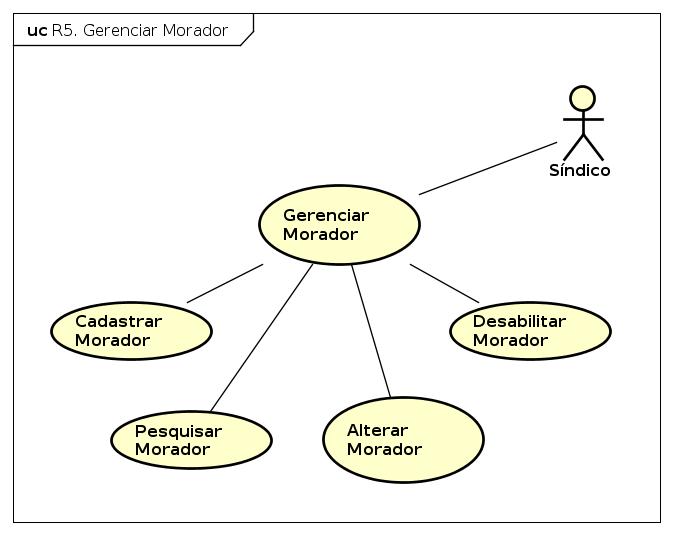 uc R5. Gerenciar Morador
Síndico
Gerenciar
Morador
Cadastrar
Morador
Desabilitar
Morador
Pesquisar
Morador
Alterar
Morador